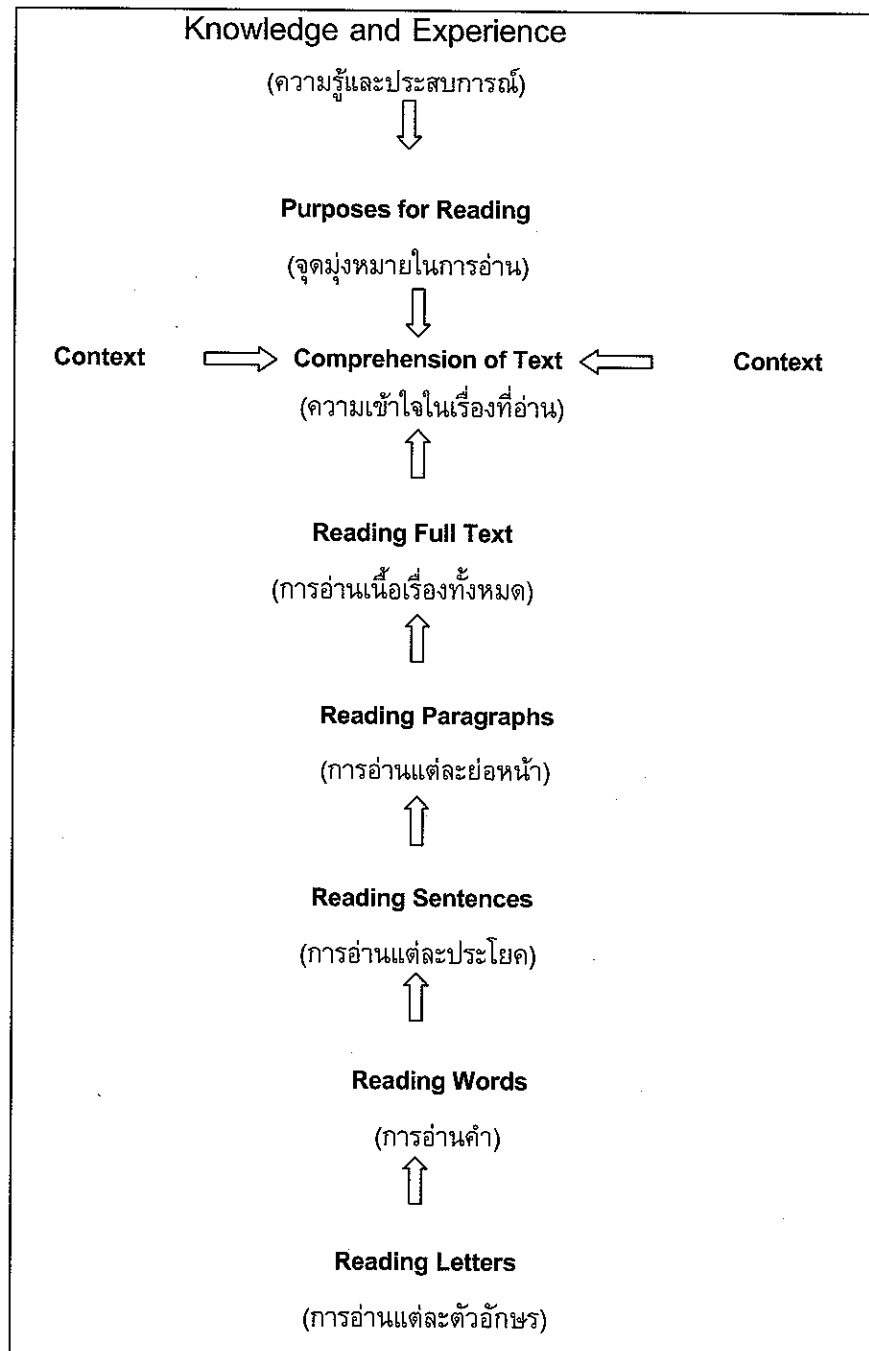 Knowledge and Experience
(ความรู้และประสบการณ์)
Purposes for Reading
(จุดมุ่งหมายในการอ่าน)
Context Comprehension of Text Context
(ความเข้าใจในเรื่องที่อ่าน)
Reading Full Text
(การอ่านเนื้อเรื่องทั้งหมด)
Reading Paragraphs
(การอ่านแต่ละย่อหน้า)
Reading Sentences
(การอ่านแต่ละประโยค)
Reading Words
(การอ่านคำ)
Reading Letters
(การอ่านแต่ละตัวอักษร)